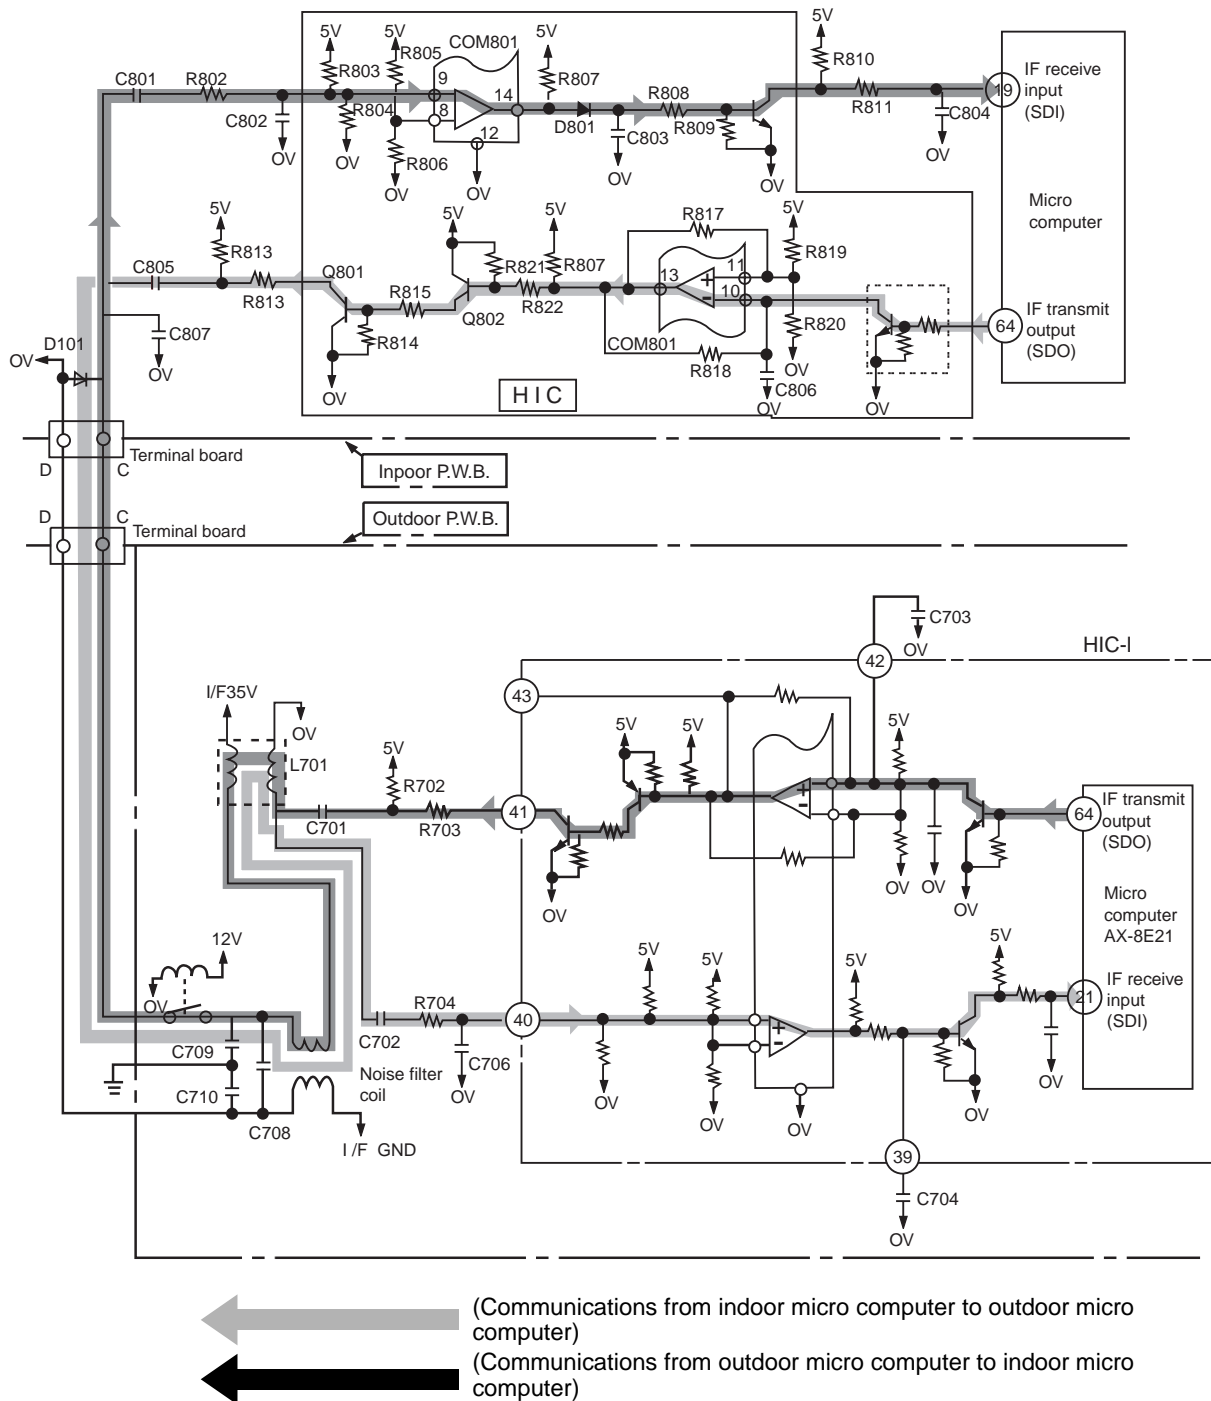 5V
5V
5V
5V
C801
R802
R803
R805
COM801
R807
R810
C802
R804
9
8
14
12
R806
D801
C803
R808
R809
R811
C804
19
IF receive
input
(SDI)
OV
OV
OV
OV
OV
OV
OV
Micro
computer
5V
R813
C805
R813
Q801
5V
R815
R814
Q802
R821
5V
R807
R822
R817
13
11
10
COM801
R818
5V
R819
R820
OV
C806
OV
OV
64
IF transmit
output
(SDO)
D101
OV
C807
OV
OV
H I C
D
C
Terminal board
Inpoor P.W.B.
D
C
Terminal board
Outdoor P.W.B.
C703
OV
42
HIC-I
I/F35V
OV
L701
43
5V
R702
C701
R703
41
5V
5V
5V
OV
OV
OV
OV
64
IF transmit
output
(SDO)
Micro
computer
AX-8E21
12V
OV
R704
C702
C706
OV
40
5V
5V
5V
5V
OV
OV
OV
OV
OV
21
IF receive
input
(SDI)
C709
C710
C708
Noise filter
coil
I /F GND
39
C704
OV
(Communications from indoor micro computer to outdoor micro
computer)
(Communications from outdoor micro computer to indoor micro
computer)